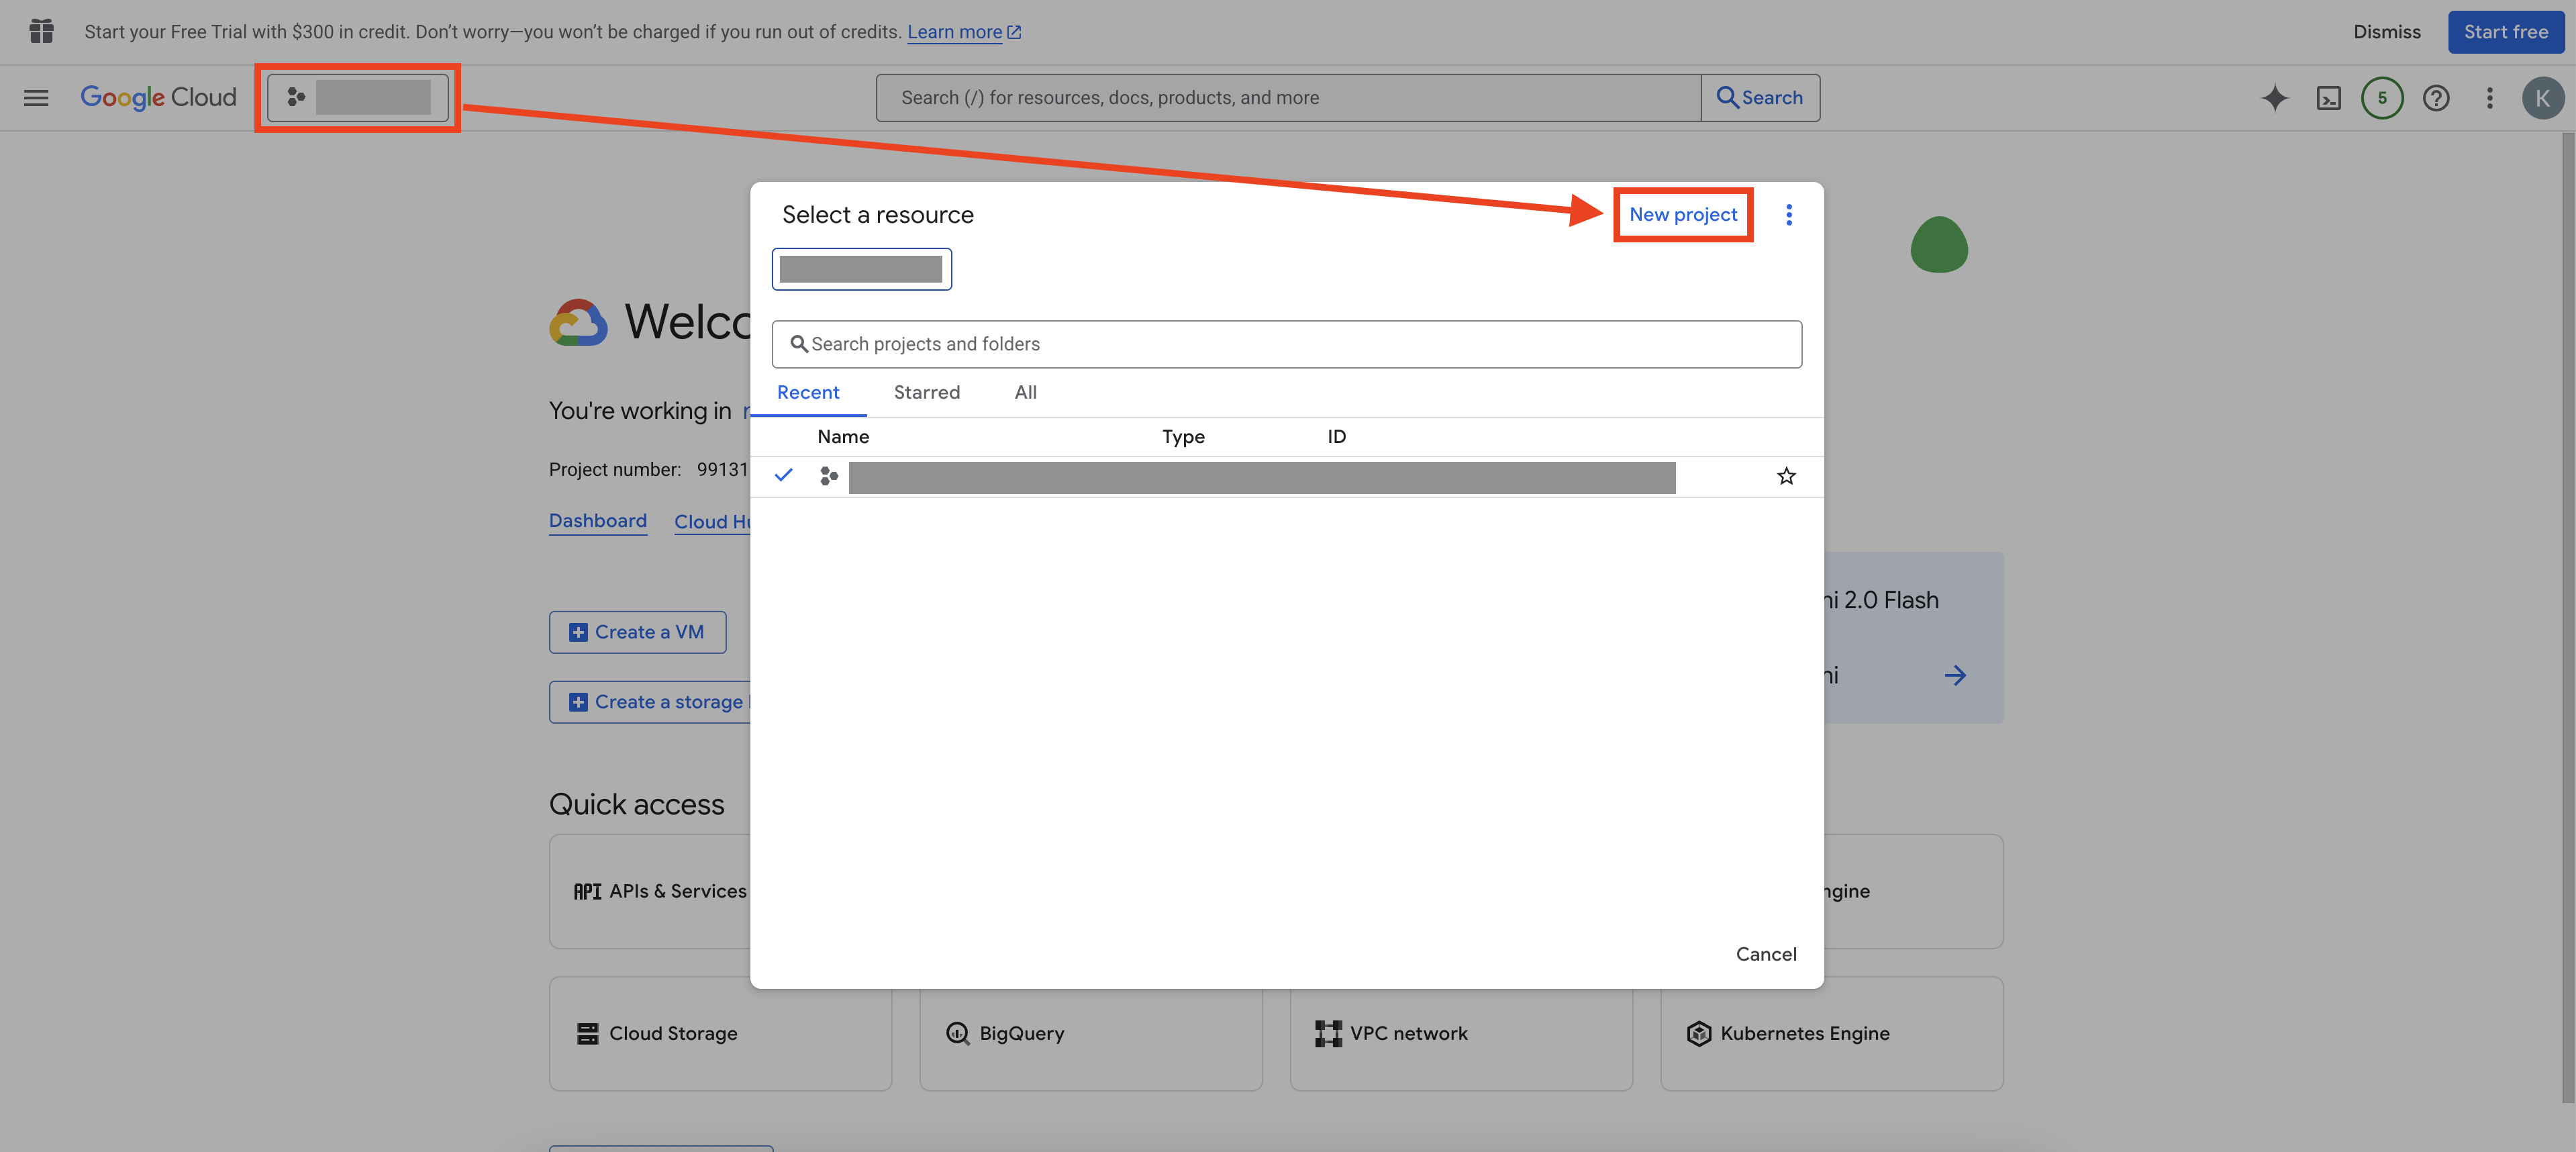 Start your Free Trial with $300 in credit. Don't worry—you won't be charged if you run out of credits. Learn more
Dismiss
Start free
Google Cloud
Search (/) for resources, docs, products, and more
Search
5
K
Select a resource
New project
Welco
Search projects and folders
Recent
Starred
All
You're working in
Name
Type
ID
Project number: 99131
Dashboard
Cloud Hu
ni 2.0 Flash
Create a VM
ni
Create a storage
Quick access
API APIs & Services
ngine
Cancel
Cloud Storage
BigQuery
VPC network
Kubernetes Engine